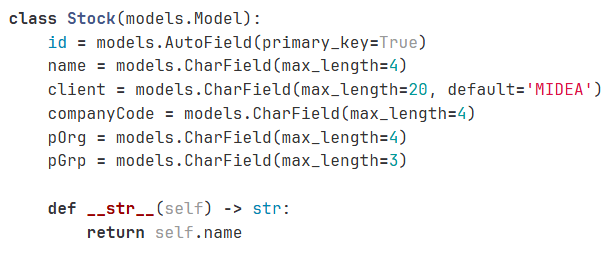 class Stock(models.Model):
    id = models.AutoField(primary_key=True)
    name = models.CharField(max_length=4)
    client = models.CharField(max_length=20, default='MIDEA')
    companyCode = models.CharField(max_length=4)
    pOrg = models.CharField(max_length=4)
    pGrp = models.CharField(max_length=3)

    def __str__(self) -> str:
        return self.name